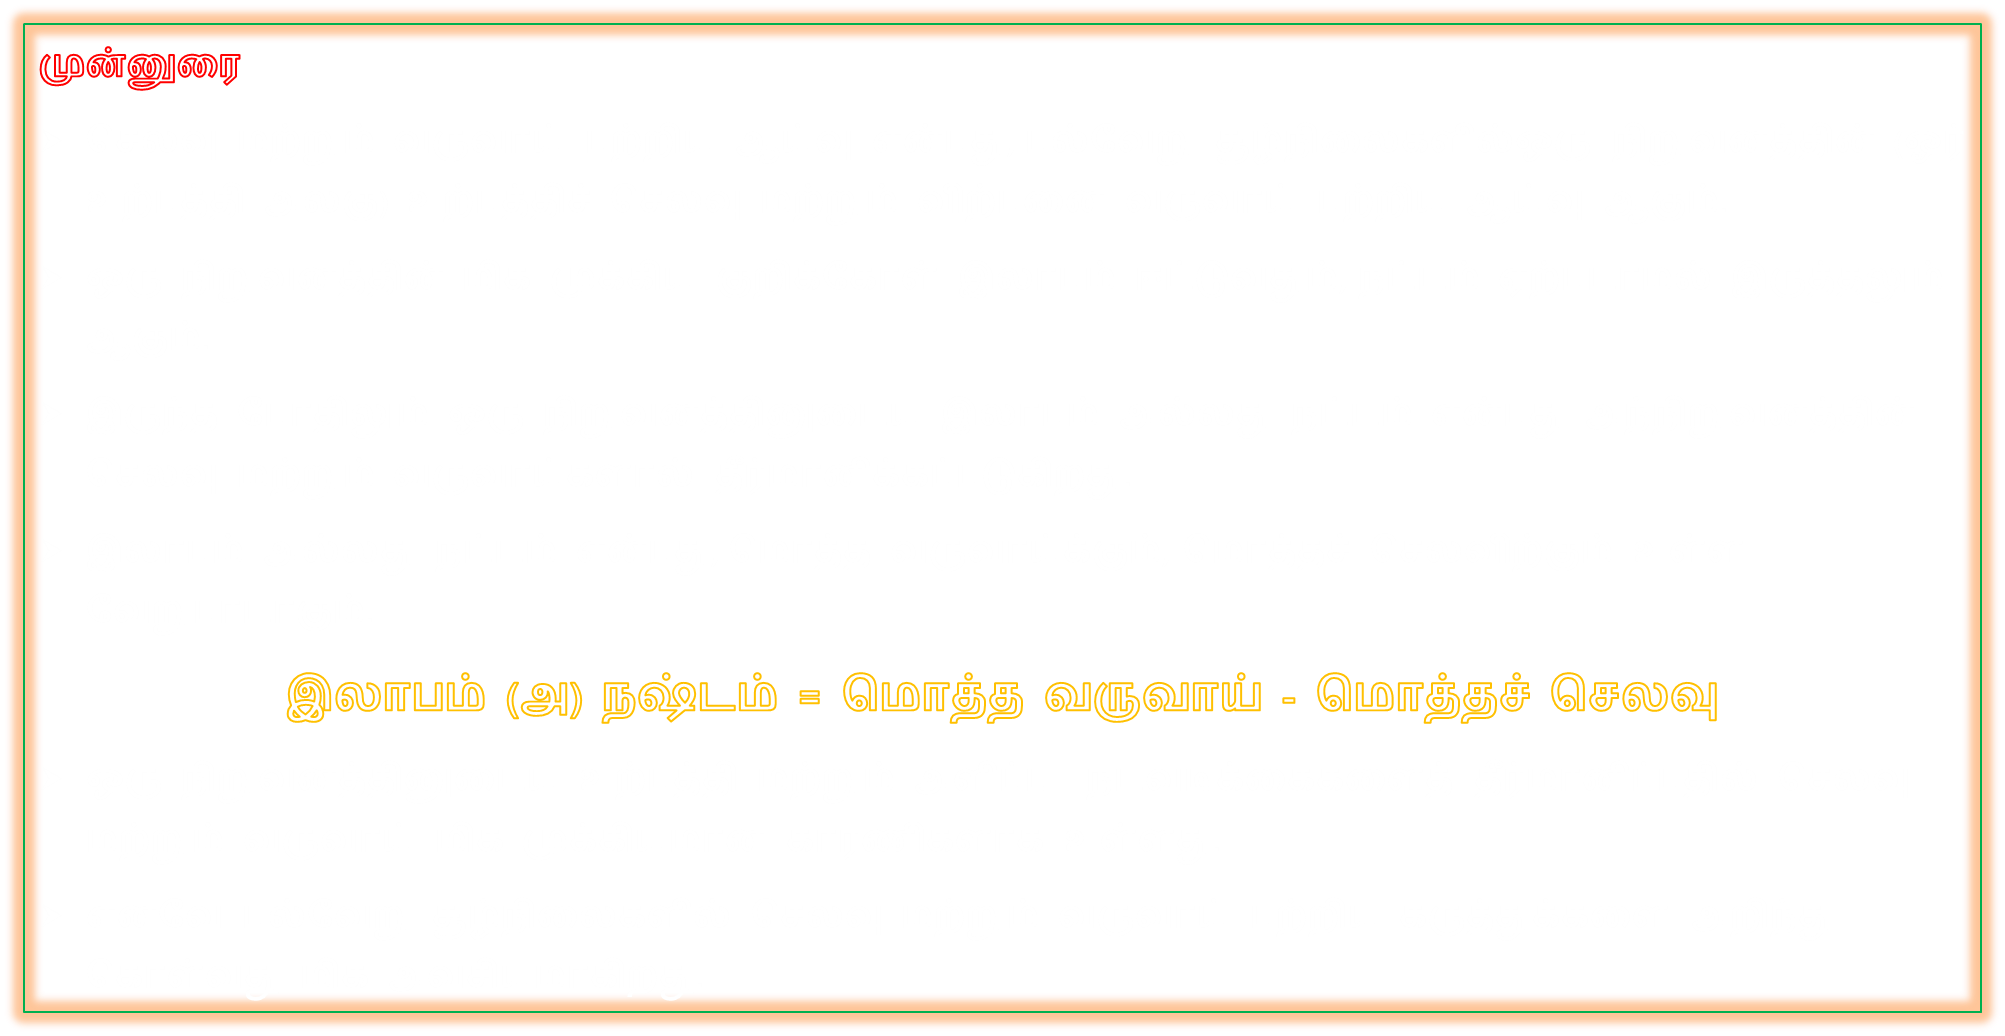 முன்னுரை
இலாபம் (அ) நஷ்டம் = மொத்த வருவாய் - மொத்தச் செலவு